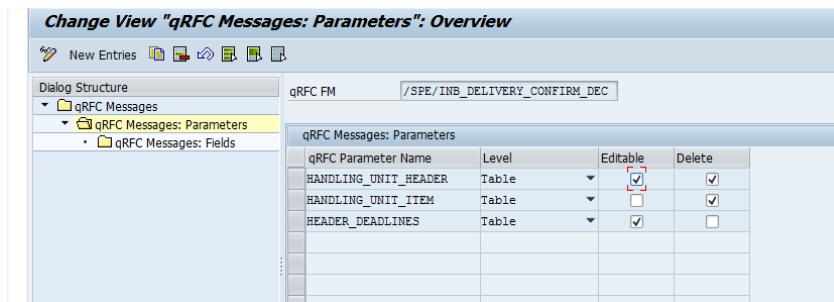 Change View "qRFC Messages: Parameters": Overview
New Entries
Dialog Structure
qRFC Messages
qRFC Messages: Parameters
qRFC Messages: Fields
qRFC FM /SPE/INB_DELIVERY_CONFIRM_DEC
qRFC Messages: Parameters
qRFC Parameter Name Level Editable Delete
HANDLING_UNIT_HEADER Table
HANDLING_UNIT_ITEM Table
HEADER_DEADLINES Table